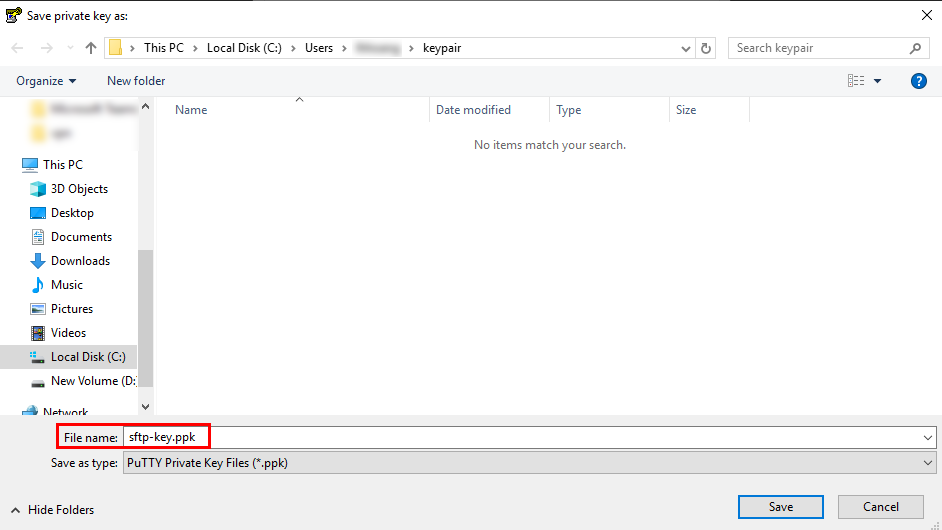 Save private key as:
This PC > Local Disk (C:) > Users > > keypair
Search keypair
Organize
New folder
Name
Date modified
Type
Size
No items match your search.
This PC
3D Objects
Desktop
Documents
Downloads
Music
Pictures
Videos
Local Disk (C:)
New Volume (D:
Network
File name: sftp-key.ppk
Save as type: PuTTY Private Key Files (*.ppk)
Hide Folders
Save
Cancel